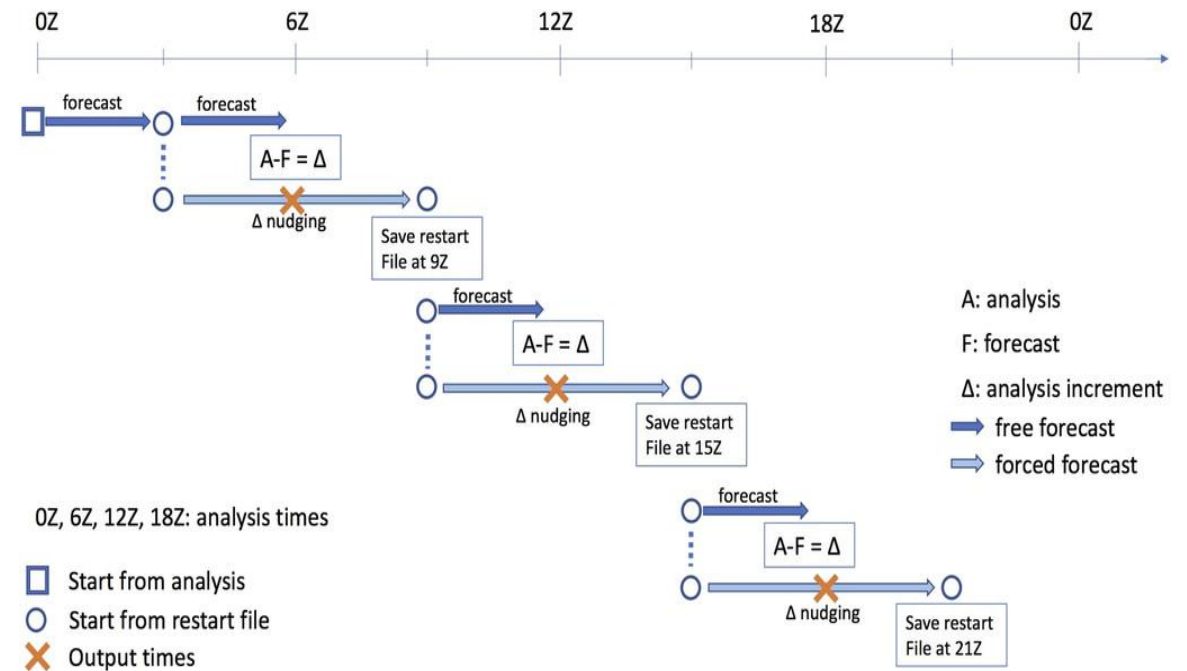 0Z 6Z 12Z 18Z 0Z
forecast forecast
A-F = Δ
Δ nudging
Save restart
File at 9Z
forecast
A-F = Δ
Δ nudging
Save restart
File at 15Z
forecast
A-F = Δ
Δ nudging
Save restart
File at 21Z
A: analysis
F: forecast
Δ: analysis increment
free forecast
forced forecast
0Z, 6Z, 12Z, 18Z: analysis times
Start from analysis
Start from restart file
Output times